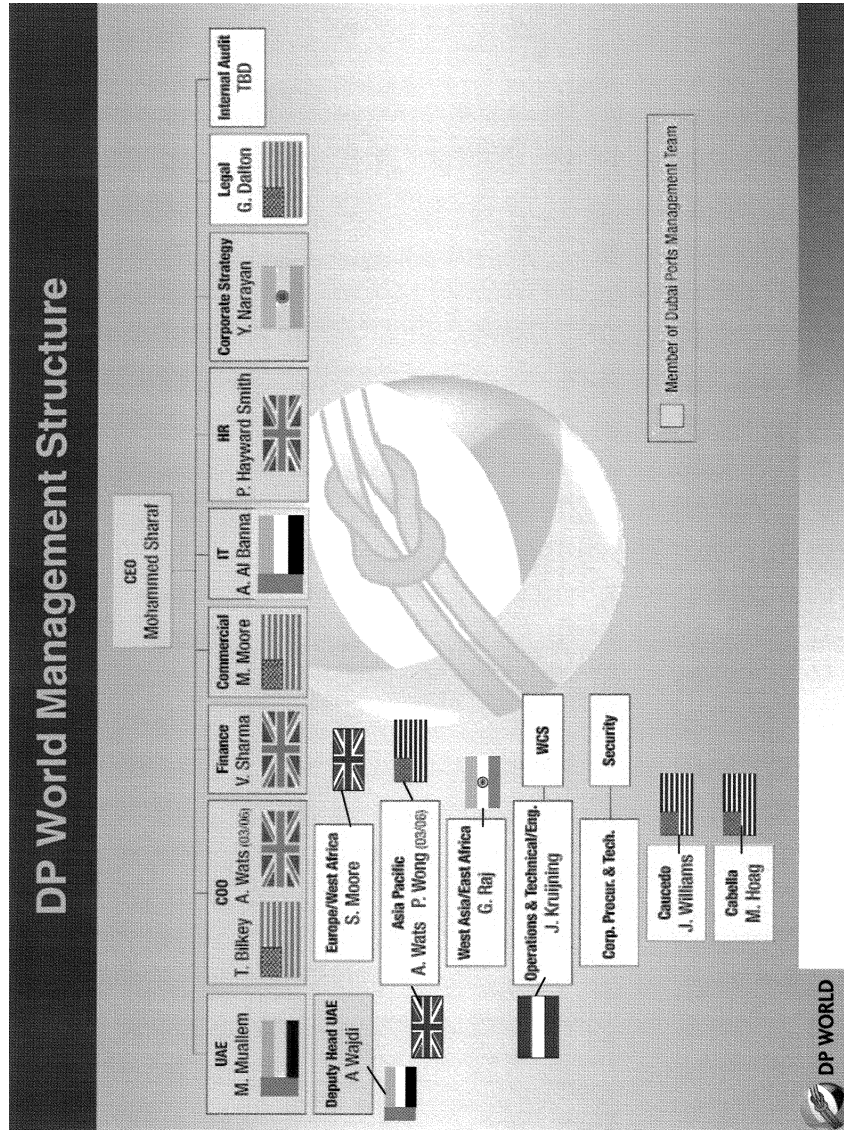 DP World Management Structure
CEO
Mohammed Sharaf
UAE
M. Muallem
COO
T. Bilkey A. Wats (03/06)
Finance
V. Sharma
Commercial
M. Moore
IT
A. Al Banna
HR
P. Hayward Smith
Corporate Strategy
Y. Narayan
Legal
G. Dalton
Internal Audit
TBD
Deputy Head UAE
A Wajdi
Europe/West Africa
S. Moore
Asia Pacific
A. Wats P. Wong (03/06)
West Asia/East Africa
G. Raj
Operations & Technical/Eng.
J. Kruijning
WCS
Corp. Procur. & Tech.
Security
Caucedo
J. Williams
Cabella
M. Hoag
Member of Dubai Ports Management Team
DP WORLD